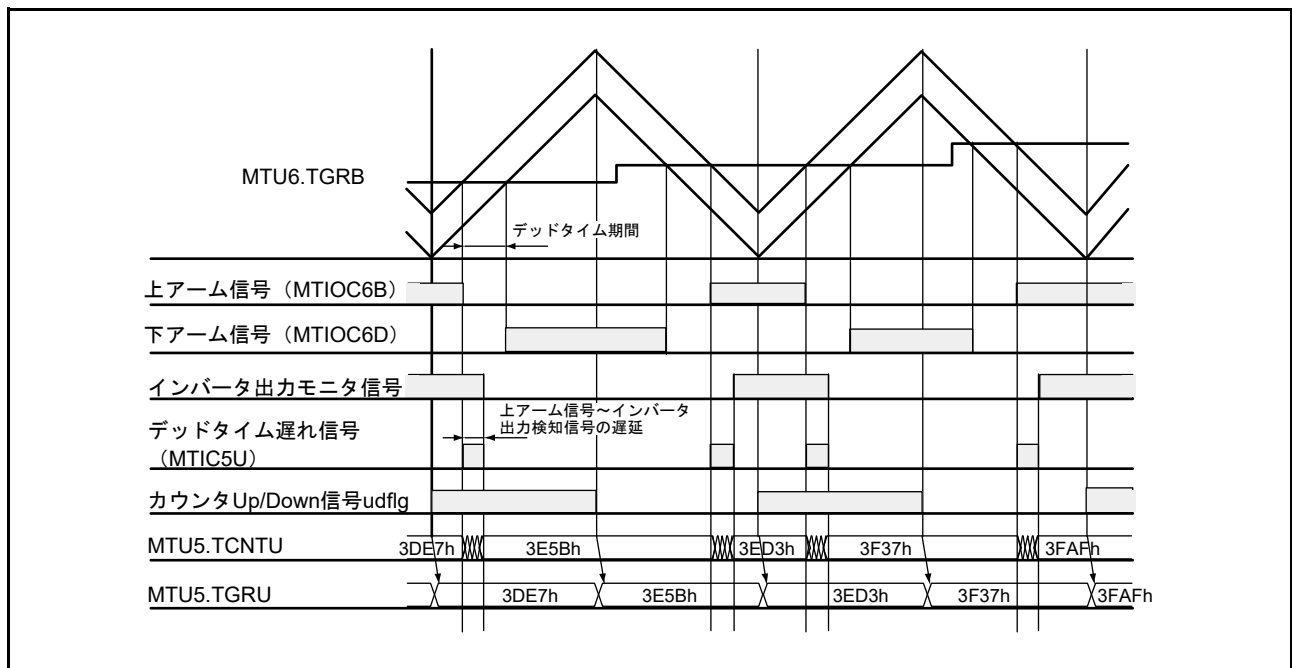 MTU6.TGRB
デッドタイム期間
上アーム信号（MTIOC6B）
下アーム信号（MTIOC6D）
インバータ出力モニタ信号
上アーム信号～インバータ
出力検知信号の遅延
デッドタイム遅れ信号
（MTIC5U）
カウンタUp/Down信号udflg
MTU5.TCNTU 3DE7h 3E5Bh 3ED3h 3F37h 3FAFh
MTU5.TGRU 3DE7h 3E5Bh 3ED3h 3F37h 3FAFh